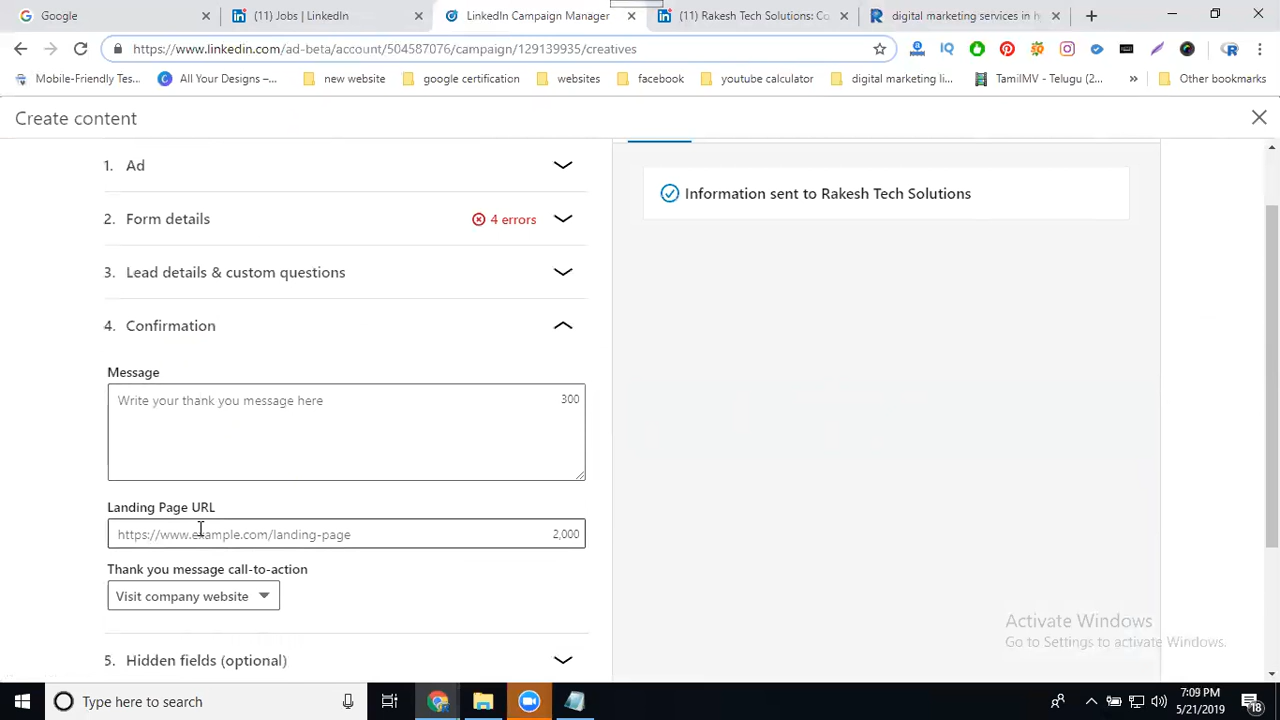 Google
(11) Jobs | LinkedIn
LinkedIn Campaign Manager
(11) Rakesh Tech Solutions: Co
digital marketing services in hy
https://www.linkedin.com/ad-beta/account/504587076/campaign/129139935/creatives
Mobile-Friendly Tes...
All Your Designs –...
new website
google certification
websites
facebook
youtube calculator
digital marketing li...
TamilMV - Telugu (2...
Other bookmarks
Create content
1. Ad
2. Form details
4 errors
3. Lead details & custom questions
4. Confirmation
Message
Write your thank you message here
300
Landing Page URL
https://www.example.com/landing-page
2,000
Thank you message call-to-action
Visit company website
5. Hidden fields (optional)
Information sent to Rakesh Tech Solutions
Activate Windows
Go to Settings to activate Windows.
Type here to search
7:09 PM
5/21/2019
18